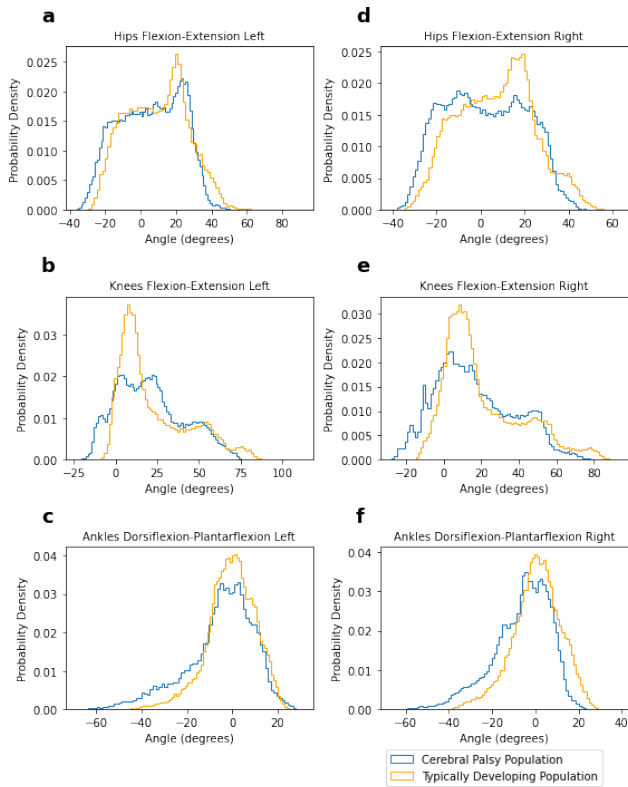 a
Hips Flexion-Extension Left
Probability Density
0.025
0.020
0.015
0.010
0.005
0.000
−40 −20 0 20 40 60 80
Angle (degrees)
d
Hips Flexion-Extension Right
Probability Density
0.025
0.020
0.015
0.010
0.005
0.000
−40 −20 0 20 40 60
Angle (degrees)
b
Knees Flexion-Extension Left
Probability Density
0.03
0.02
0.01
0.00
−25 0 25 50 75 100
Angle (degrees)
e
Knees Flexion-Extension Right
Probability Density
0.030
0.025
0.020
0.015
0.010
0.005
0.000
−20 0 20 40 60 80
Angle (degrees)
c
Ankles Dorsiflexion-Plantarflexion Left
Probability Density
0.04
0.03
0.02
0.01
0.00
−60 −40 −20 0 20
Angle (degrees)
f
Ankles Dorsiflexion-Plantarflexion Right
Probability Density
0.04
0.03
0.02
0.01
0.00
−60 −40 −20 0 20 40
Angle (degrees)
Cerebral Palsy Population
Typically Developing Population